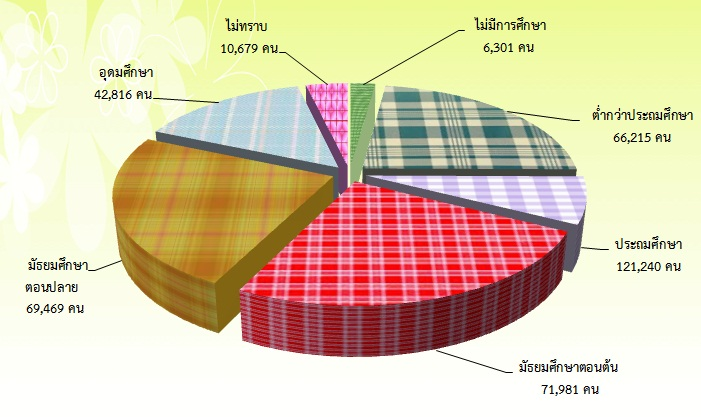 ไม่ทราบ
10,679 คน
ไม่มีการศึกษา
6,301 คน
อุดมศึกษา
42,816 คน
ต่ำกว่าประถมศึกษา
66,215 คน
ประถมศึกษา
121,240 คน
มัธยมศึกษา
ตอนปลาย
69,469 คน
มัธยมศึกษาตอนต้น
71,981 คน